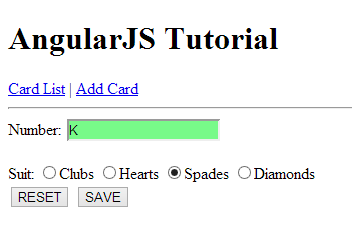 AngularJS Tutorial
Card List | Add Card
Number: K
Suit: Clubs Hearts Spades Diamonds
RESET SAVE